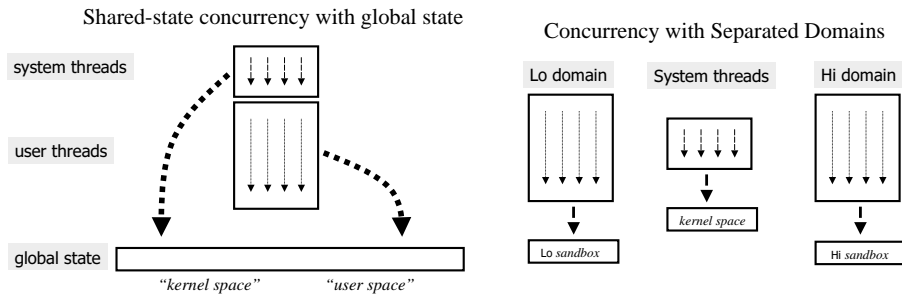 Shared-state concurrency with global state
system threads
user threads
global state
“kernel space”
“user space”
Concurrency with Separated Domains
Lo domain
System threads
Hi domain
kernel space
Lo sandbox
Hi sandbox